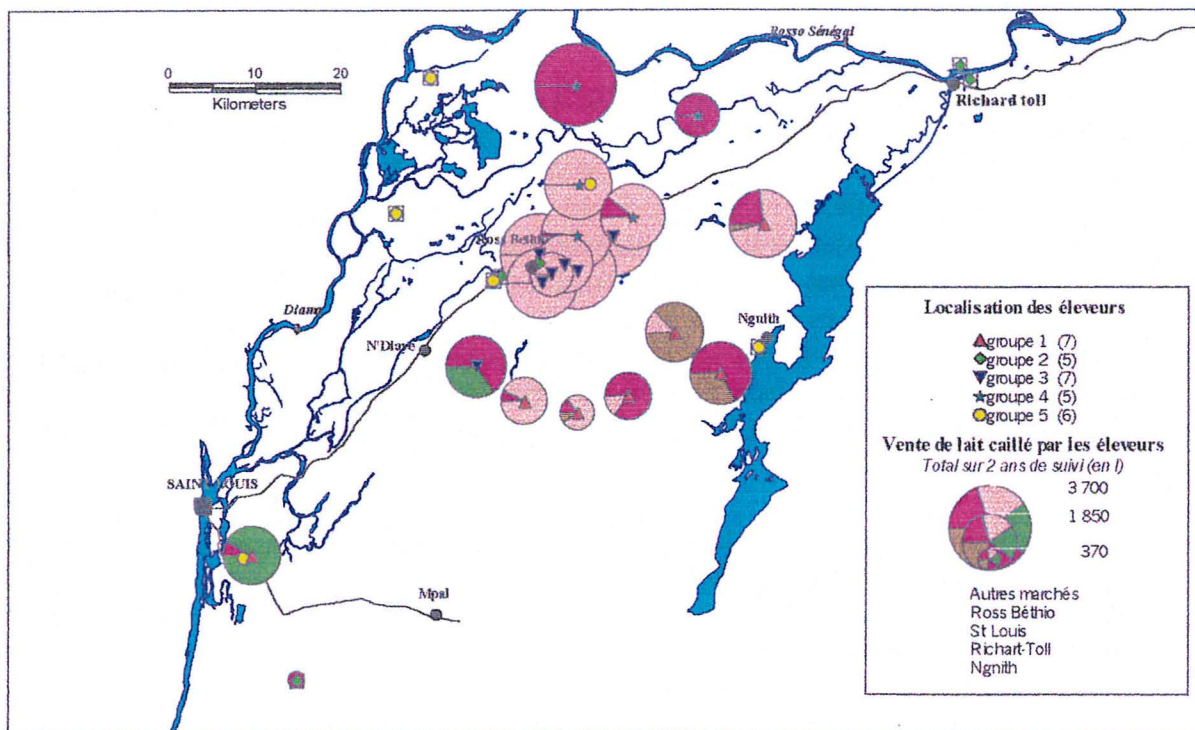 Rosso Sénégal
0 10 20
Kilometers
Richard toll
Ross Béthio
Diama
N'Diaye
Ngnith
SAINT LOUIS
Mpal
Localisation des éleveurs
groupe 1 (7)
groupe 2 (5)
groupe 3 (7)
groupe 4 (5)
groupe 5 (6)
Vente de lait caillé par les éleveurs
Total sur 2 ans de suivi (en l)
3 700
1 850
370
Autres marchés
Ross Béthio
St Louis
Richart-Toll
Ngnith